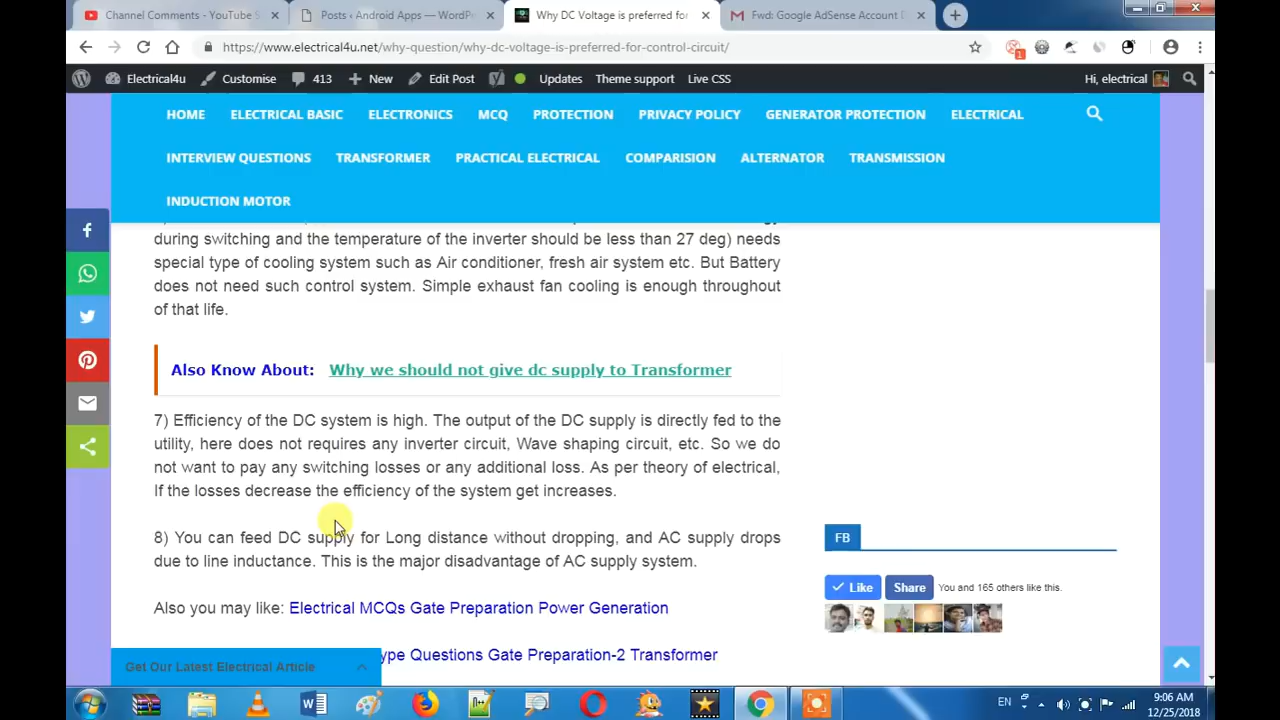 Channel Comments - YouTube S
Posts ‹ Android Apps — WordPr
Why DC Voltage is preferred for
Fwd: Google AdSense Account D
https://www.electrical4u.net/why-question/why-dc-voltage-is-preferred-for-control-circuit/
1
Electrical4u
Customise
413
New
Edit Post
Updates
Theme support
Live CSS
Hi, electrical
HOME
ELECTRICAL BASIC
ELECTRONICS
MCQ
PROTECTION
PRIVACY POLICY
GENERATOR PROTECTION
ELECTRICAL
INTERVIEW QUESTIONS
TRANSFORMER
PRACTICAL ELECTRICAL
COMPARISION
ALTERNATOR
TRANSMISSION
INDUCTION MOTOR
during switching and the temperature of the inverter should be less than 27 deg) needs
special type of cooling system such as Air conditioner, fresh air system etc. But Battery
does not need such control system. Simple exhaust fan cooling is enough throughout
of that life.
Also Know About: Why we should not give dc supply to Transformer
7) Efficiency of the DC system is high. The output of the DC supply is directly fed to the
utility, here does not requires any inverter circuit, Wave shaping circuit, etc. So we do
not want to pay any switching losses or any additional loss. As per theory of electrical,
If the losses decrease the efficiency of the system get increases.
8) You can feed DC supply for Long distance without dropping, and AC supply drops
due to line inductance. This is the major disadvantage of AC supply system.
Also you may like: Electrical MCQs Gate Preparation Power Generation
ype Questions Gate Preparation-2 Transformer
Get Our Latest Electrical Article
FB
Like
Share
You and 165 others like this.
EN
9:06 AM
12/25/2018